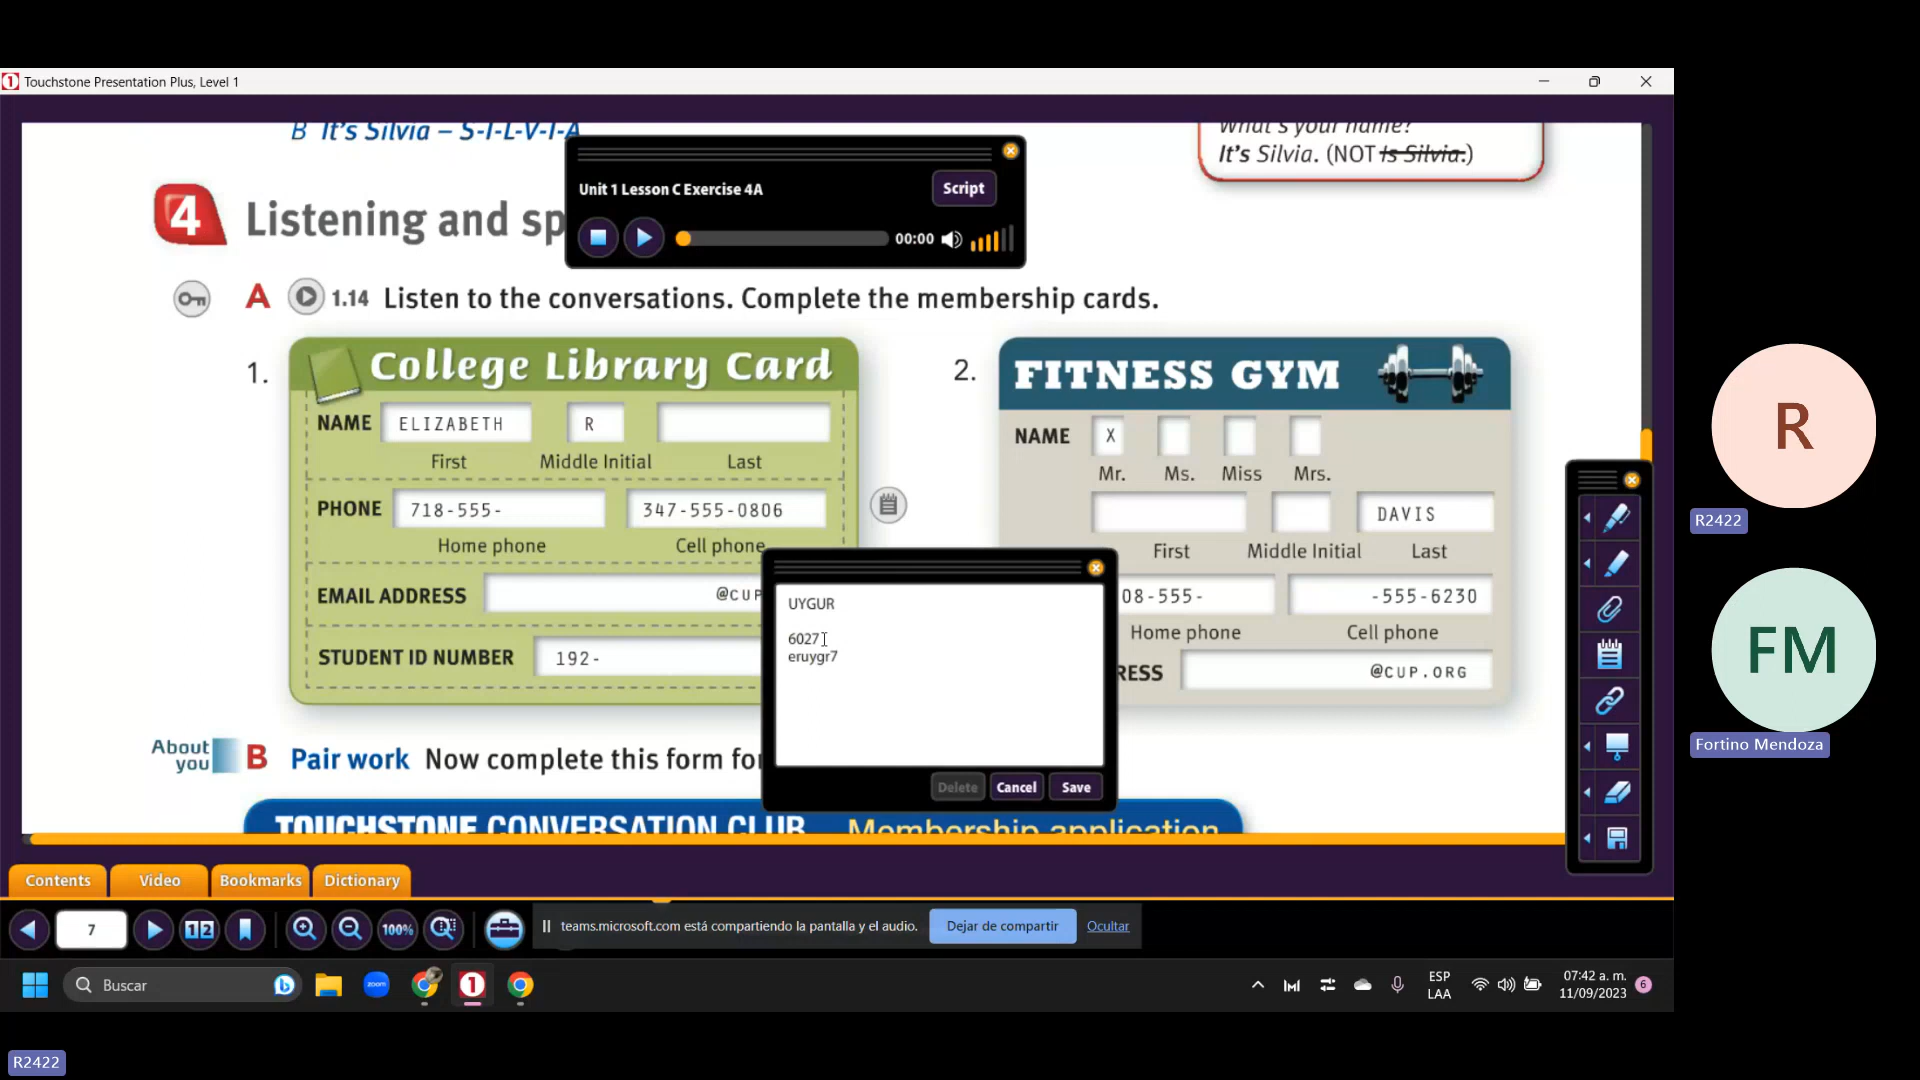 Touchstone Presentation Plus, Level 1
B It's Silvia – S-I-L-V-I-A
What's your name?
It's Silvia. (NOT Is Silvia.)
Unit 1 Lesson C Exercise 4A
Script
00:00
4 Listening and sp
A 1.14 Listen to the conversations. Complete the membership cards.
1. College Library Card
NAME ELIZABETH R
First Middle Initial Last
PHONE 718-555- 347-555-0806
Home phone Cell phone
EMAIL ADDRESS @CUP
STUDENT ID NUMBER 192-
2. FITNESS GYM
NAME X
Mr. Ms. Miss Mrs.
DAVIS
First Middle Initial Last
08-555- -555-6230
Home phone Cell phone
RESS @CUP.ORG
UYGUR
6027
eruygr7
Delete Cancel Save
About you B Pair work Now complete this form fo
TOUCHSTONE CONVERSATION CLUB Membership application
Contents Video Bookmarks Dictionary
7 1 2 100%
teams.microsoft.com está compartiendo la pantalla y el audio. Dejar de compartir Ocultar
Buscar
zoom
ESP
LAA
07:42 a. m.
11/09/2023
6
R
R2422
FM
Fortino Mendoza
R2422